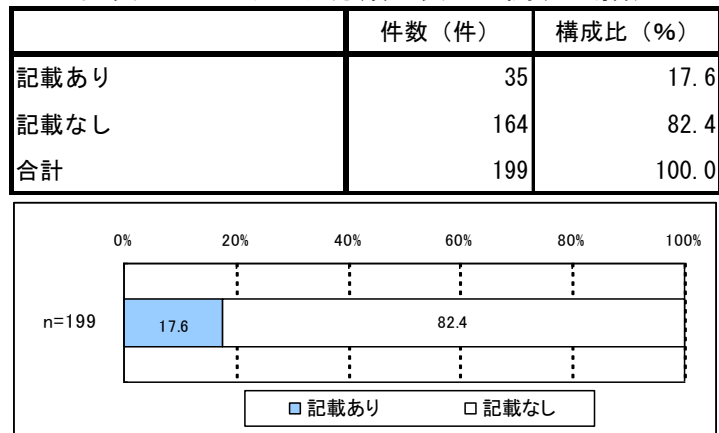 件数（件） 構成比（%）
記載あり 35 17.6
記載なし 164 82.4
合計 199 100.0
0% 20% 40% 60% 80% 100%
n=199 17.6 82.4
記載あり 記載なし